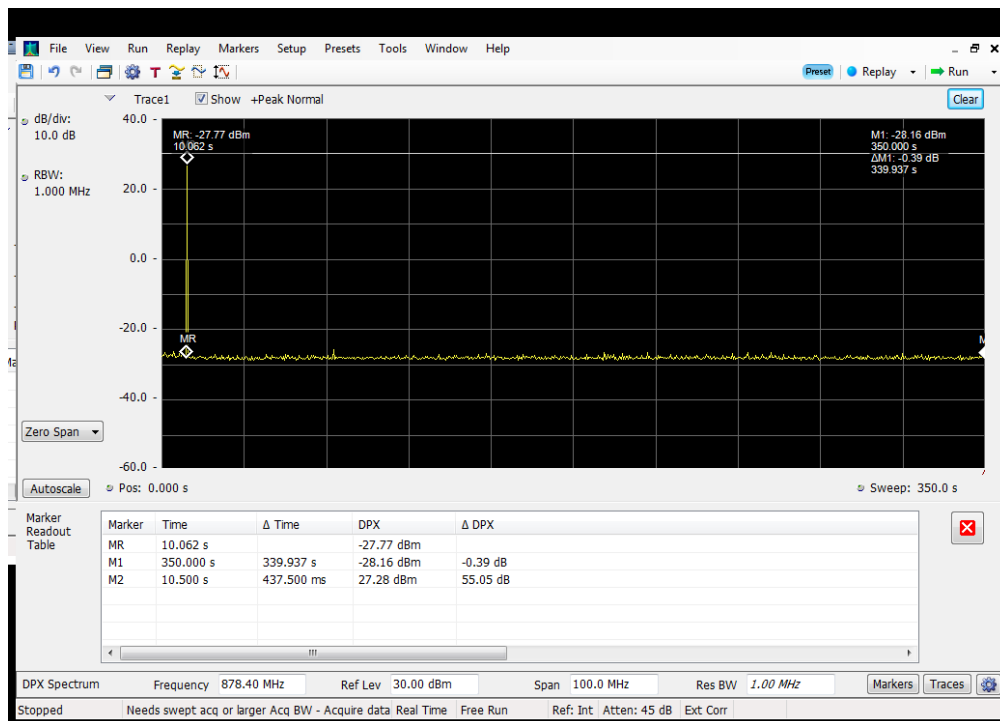 File View Run Replay Markers Setup Presets Tools Window Help
T Preset Replay Run
Trace1 Show +Peak Normal Clear
dB/div:
10.0 dB
RBW:
1.000 MHz
40.0
20.0
0.0
-20.0
-40.0
-60.0
MR: -27.77 dBm
10.062 s
M1: -28.16 dBm
350.000 s
ΔM1: -0.39 dB
339.937 s
MR
Zero Span
Autoscale Pos: 0.000 s Sweep: 350.0 s
Marker
Readout
Table
Marker Time Δ Time DPX Δ DPX
MR 10.062 s -27.77 dBm
M1 350.000 s 339.937 s -28.16 dBm -0.39 dB
M2 10.500 s 437.500 ms 27.28 dBm 55.05 dB
DPX Spectrum Frequency 878.40 MHz Ref Lev 30.00 dBm Span 100.0 MHz Res BW 1.00 MHz Markers Traces
Stopped Needs swept acq or larger Acq BW - Acquire data Real Time Free Run Ref: Int Atten: 45 dB Ext Corr